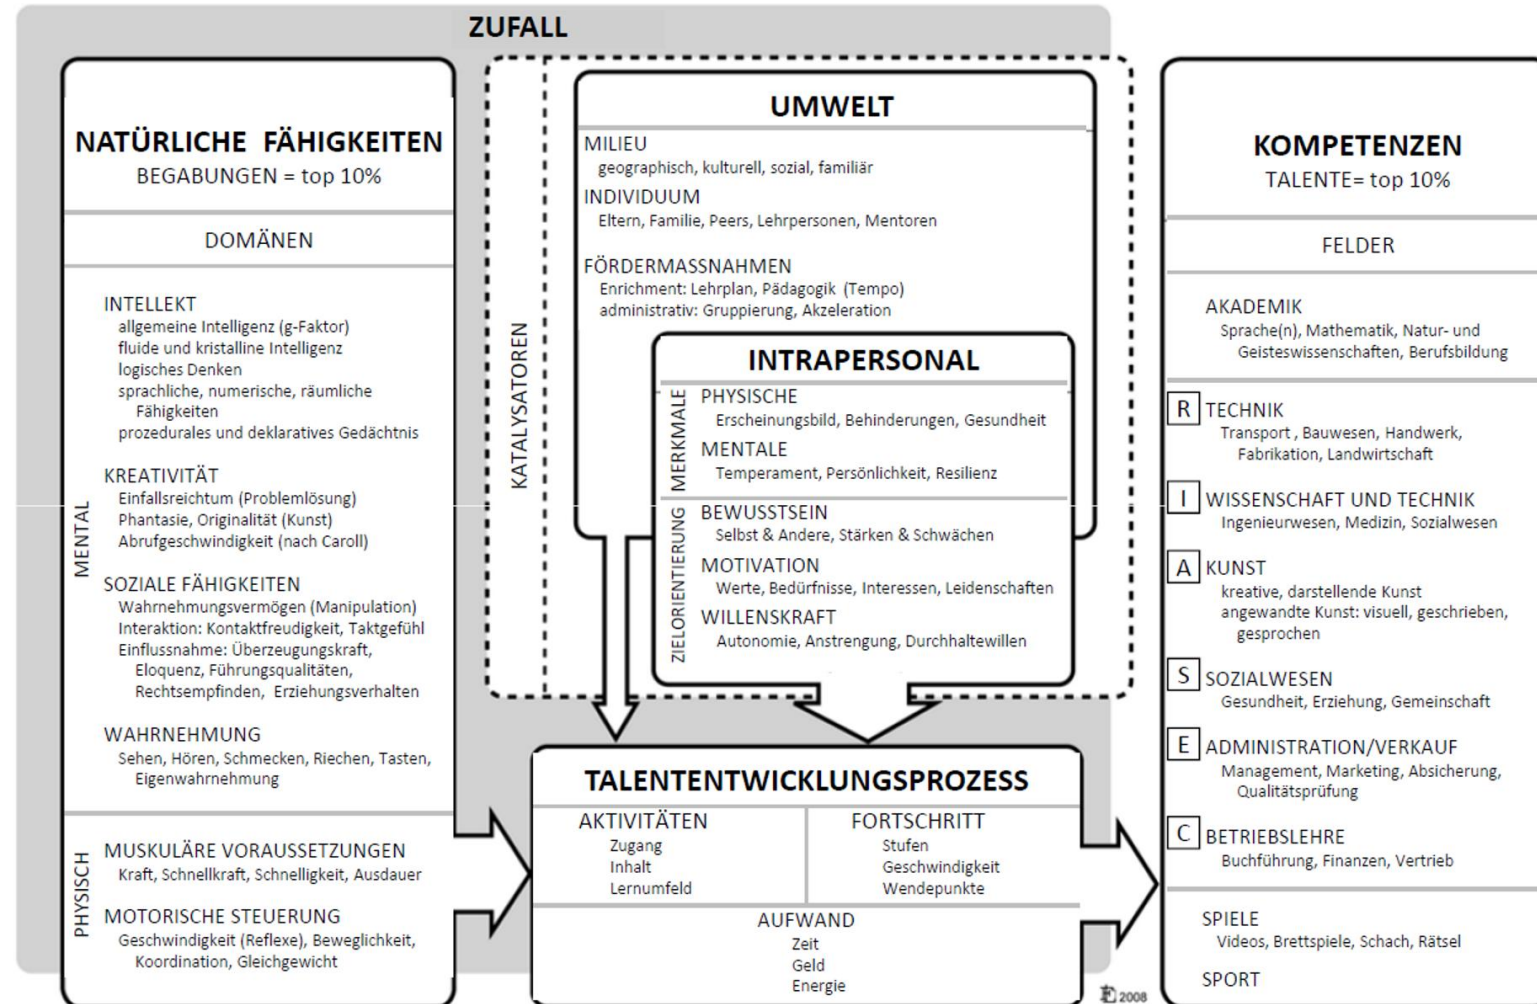 ZUFALL
NATÜRLICHE FÄHIGKEITEN
BEGABUNGEN = top 10%
DOMÄNEN
MENTAL
INTELLEKT
allgemeine Intelligenz (g-Faktor)
fluide und kristalline Intelligenz
logisches Denken
sprachliche, numerische, räumliche
Fähigkeiten
prozedurales und deklaratives Gedächtnis
KREATIVITÄT
Einfallsreichtum (Problemlösung)
Phantasie, Originalität (Kunst)
Abrufgeschwindigkeit (nach Caroll)
SOZIALE FÄHIGKEITEN
Wahrnehmungsvermögen (Manipulation)
Interaktion: Kontaktfreudigkeit, Taktgefühl
Einflussnahme: Überzeugungskraft,
Eloquenz, Führungsqualitäten,
Rechtsempfinden, Erziehungsverhalten
WAHRNEHMUNG
Sehen, Hören, Schmecken, Riechen, Tasten,
Eigenwahrnehmung
PHYSISCH
MUSKULÄRE VORAUSSETZUNGEN
Kraft, Schnellkraft, Schnelligkeit, Ausdauer
MOTORISCHE STEUERUNG
Geschwindigkeit (Reflexe), Beweglichkeit,
Koordination, Gleichgewicht
KATALYSATOREN
UMWELT
MILIEU
geographisch, kulturell, sozial, familiär
INDIVIDUUM
Eltern, Familie, Peers, Lehrpersonen, Mentoren
FÖRDERMASSNAHMEN
Enrichment: Lehrplan, Pädagogik (Tempo)
administrativ: Gruppierung, Akzeleration
INTRAPERSONAL
MERKMALE
PHYSISCHE
Erscheinungsbild, Behinderungen, Gesundheit
MENTALE
Temperament, Persönlichkeit, Resilienz
ZIELORIENTIERUNG
BEWUSSTSEIN
Selbst & Andere, Stärken & Schwächen
MOTIVATION
Werte, Bedürfnisse, Interessen, Leidenschaften
WILLENSKRAFT
Autonomie, Anstrengung, Durchhaltewillen
TALENTENTWICKLUNGSPROZESS
AKTIVITÄTEN
Zugang
Inhalt
Lernumfeld
FORTSCHRITT
Stufen
Geschwindigkeit
Wendepunkte
AUFWAND
Zeit
Geld
Energie
2008
KOMPETENZEN
TALENTE= top 10%
FELDER
AKADEMIK
Sprache(n), Mathematik, Natur- und
Geisteswissenschaften, Berufsbildung
R TECHNIK
Transport , Bauwesen, Handwerk,
Fabrikation, Landwirtschaft
I WISSENSCHAFT UND TECHNIK
Ingenieurwesen, Medizin, Sozialwesen
A KUNST
kreative, darstellende Kunst
angewandte Kunst: visuell, geschrieben,
gesprochen
S SOZIALWESEN
Gesundheit, Erziehung, Gemeinschaft
E ADMINISTRATION/VERKAUF
Management, Marketing, Absicherung,
Qualitätsprüfung
C BETRIEBSLEHRE
Buchführung, Finanzen, Vertrieb
SPIELE
Videos, Brettspiele, Schach, Rätsel
SPORT